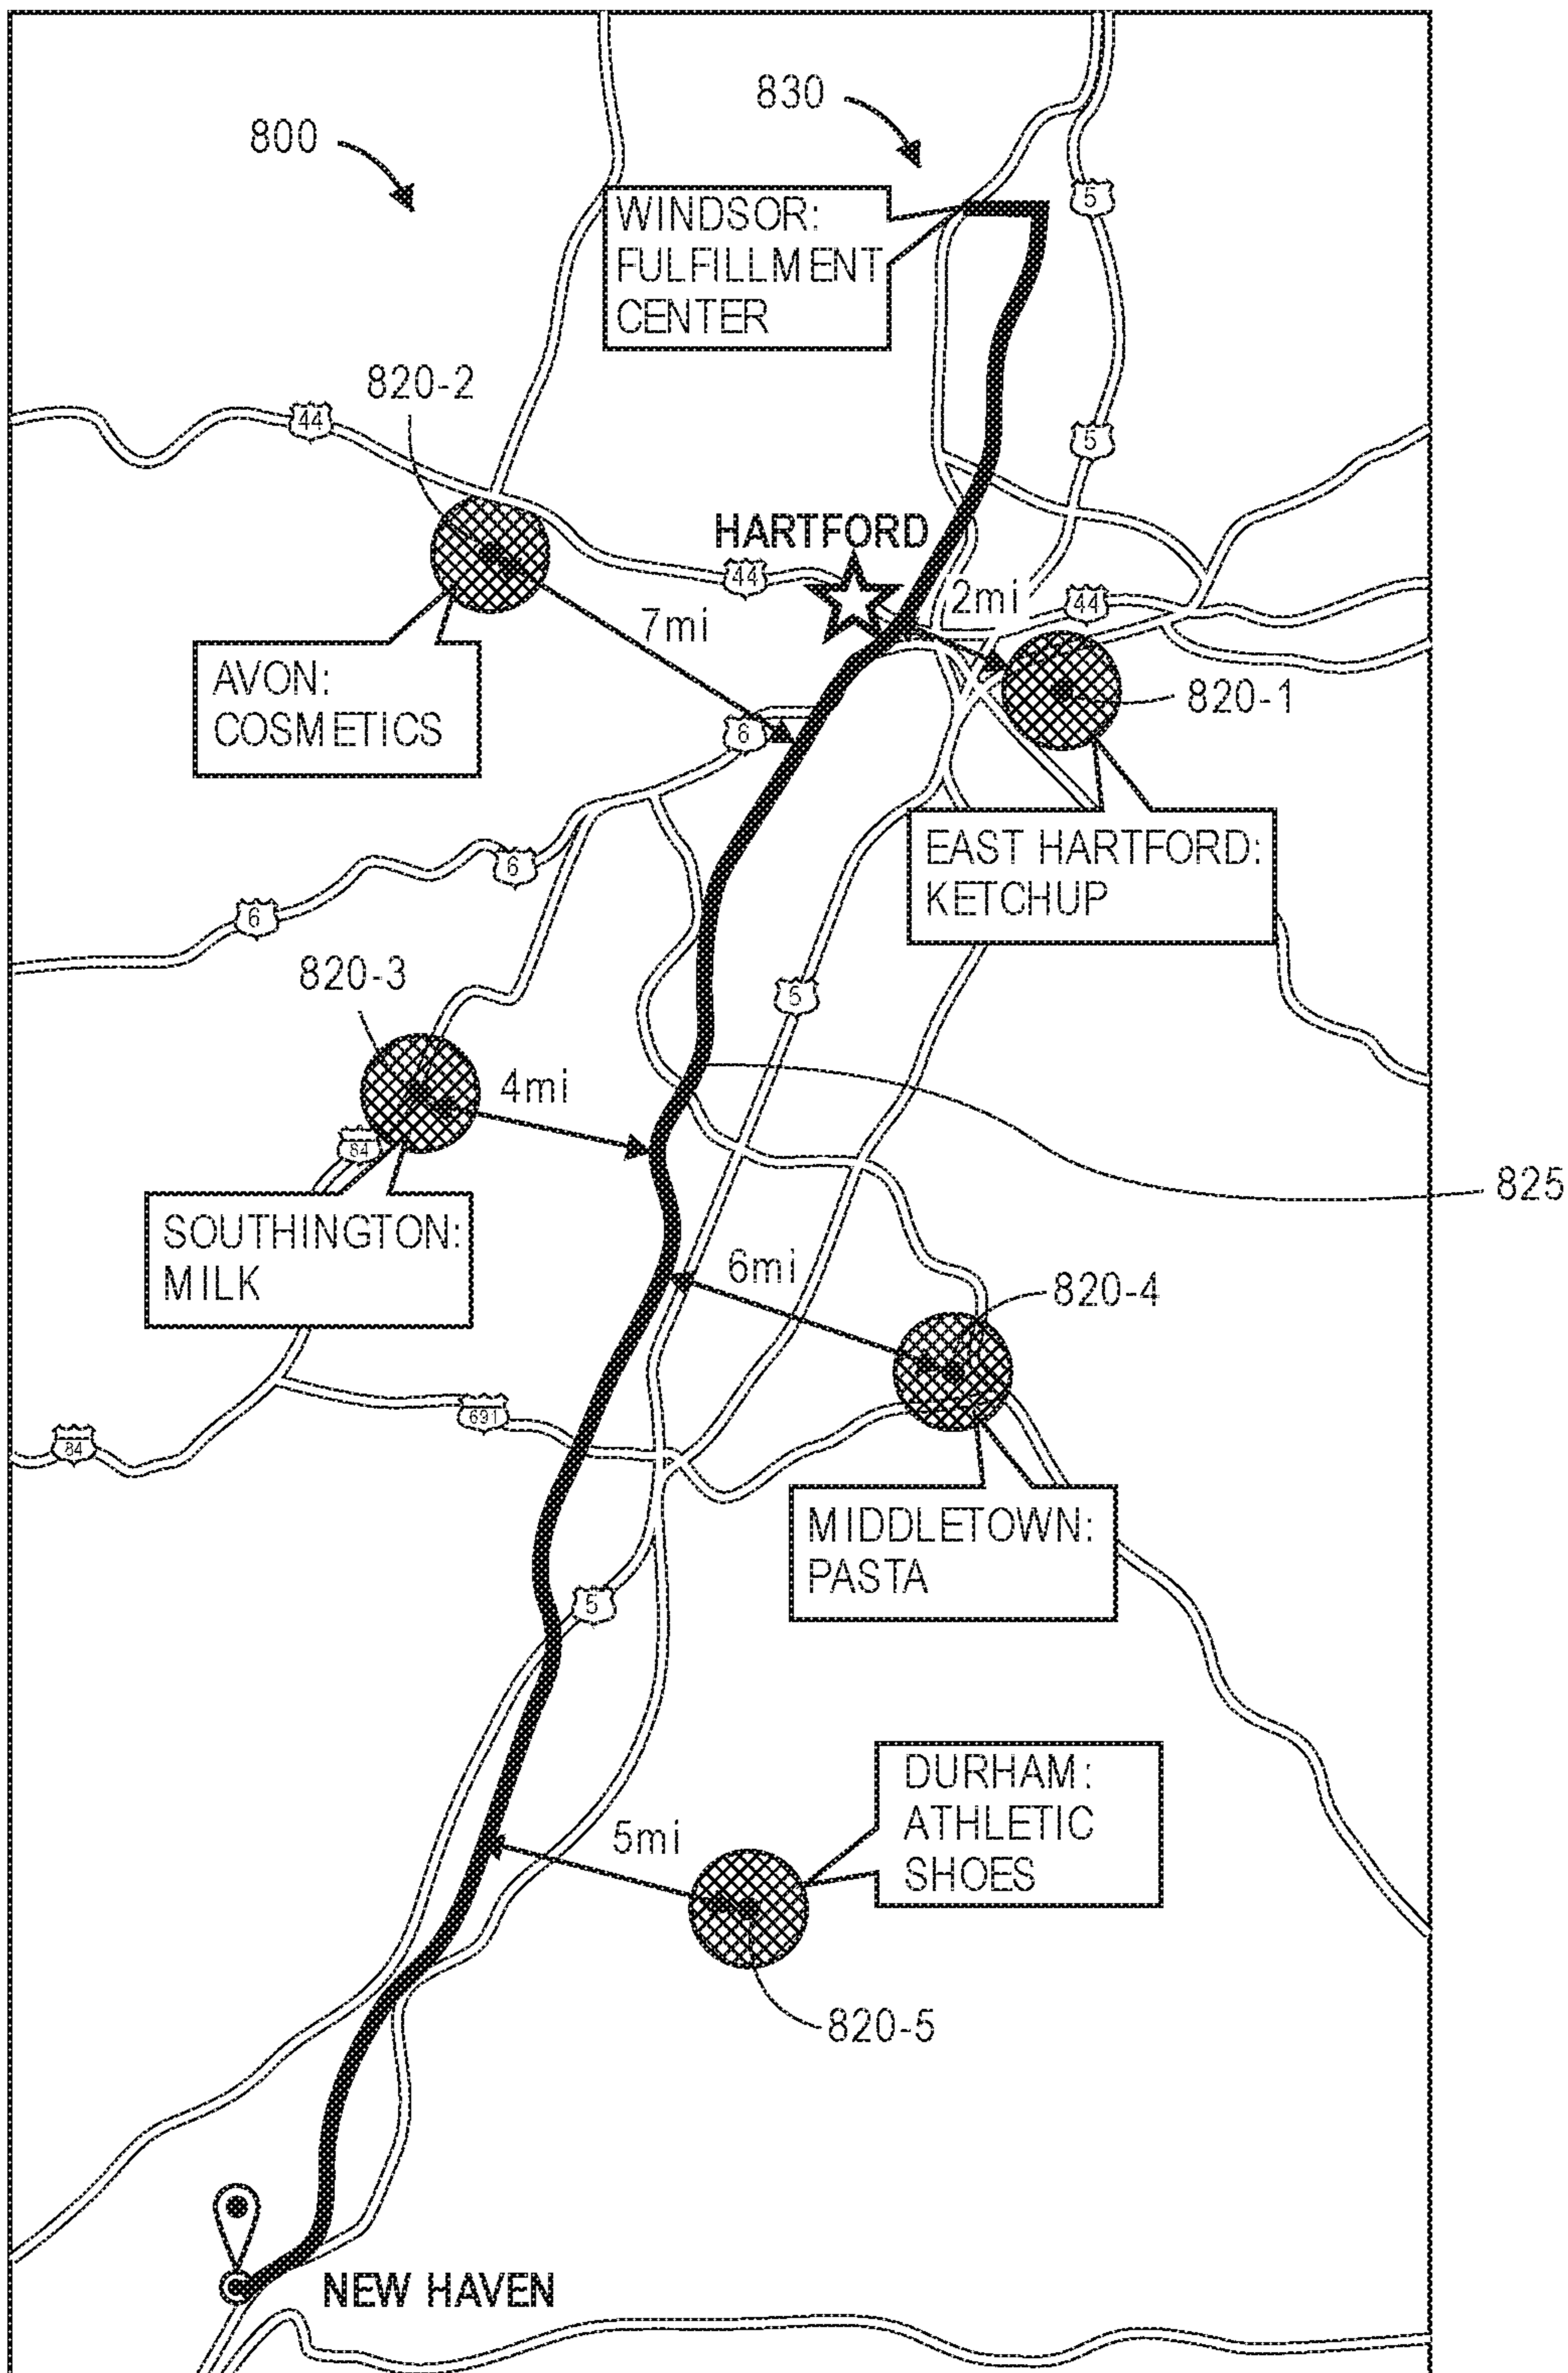 830
800
5
WINDSOR:
FULFILLMENT
CENTER
820-2
44
5
HARTFORD
44
2mi
44
7mi
AVON:
COSMETICS
820-1
6
EAST HARTFORD:
KETCHUP
6
6
820-3
5
4mi
84
825
SOUTHINGTON:
MILK
6mi
820-4
691
84
MIDDLETOWN:
PASTA
5
DURHAM:
ATHLETIC
SHOES
5mi
820-5
NEW HAVEN